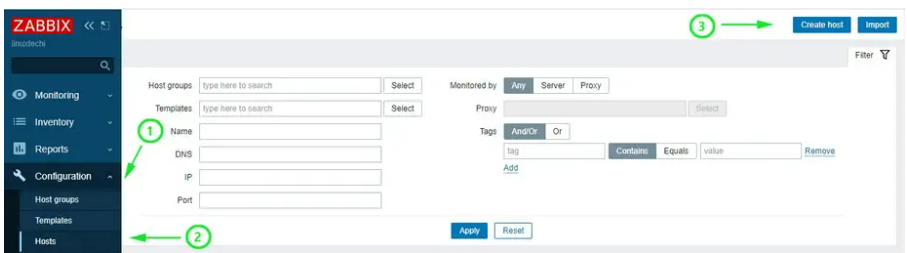 ZABBIX
linuxtechi
Monitoring
Inventory
Reports
Configuration
Host groups
Templates
Hosts
1
2
3
Create host
Import
Filter
Host groups type here to search Select
Templates type here to search Select
Name
DNS
IP
Port
Monitored by Any Server Proxy
Proxy Select
Tags And/Or Or
tag Contains Equals value Remove
Add
Apply Reset